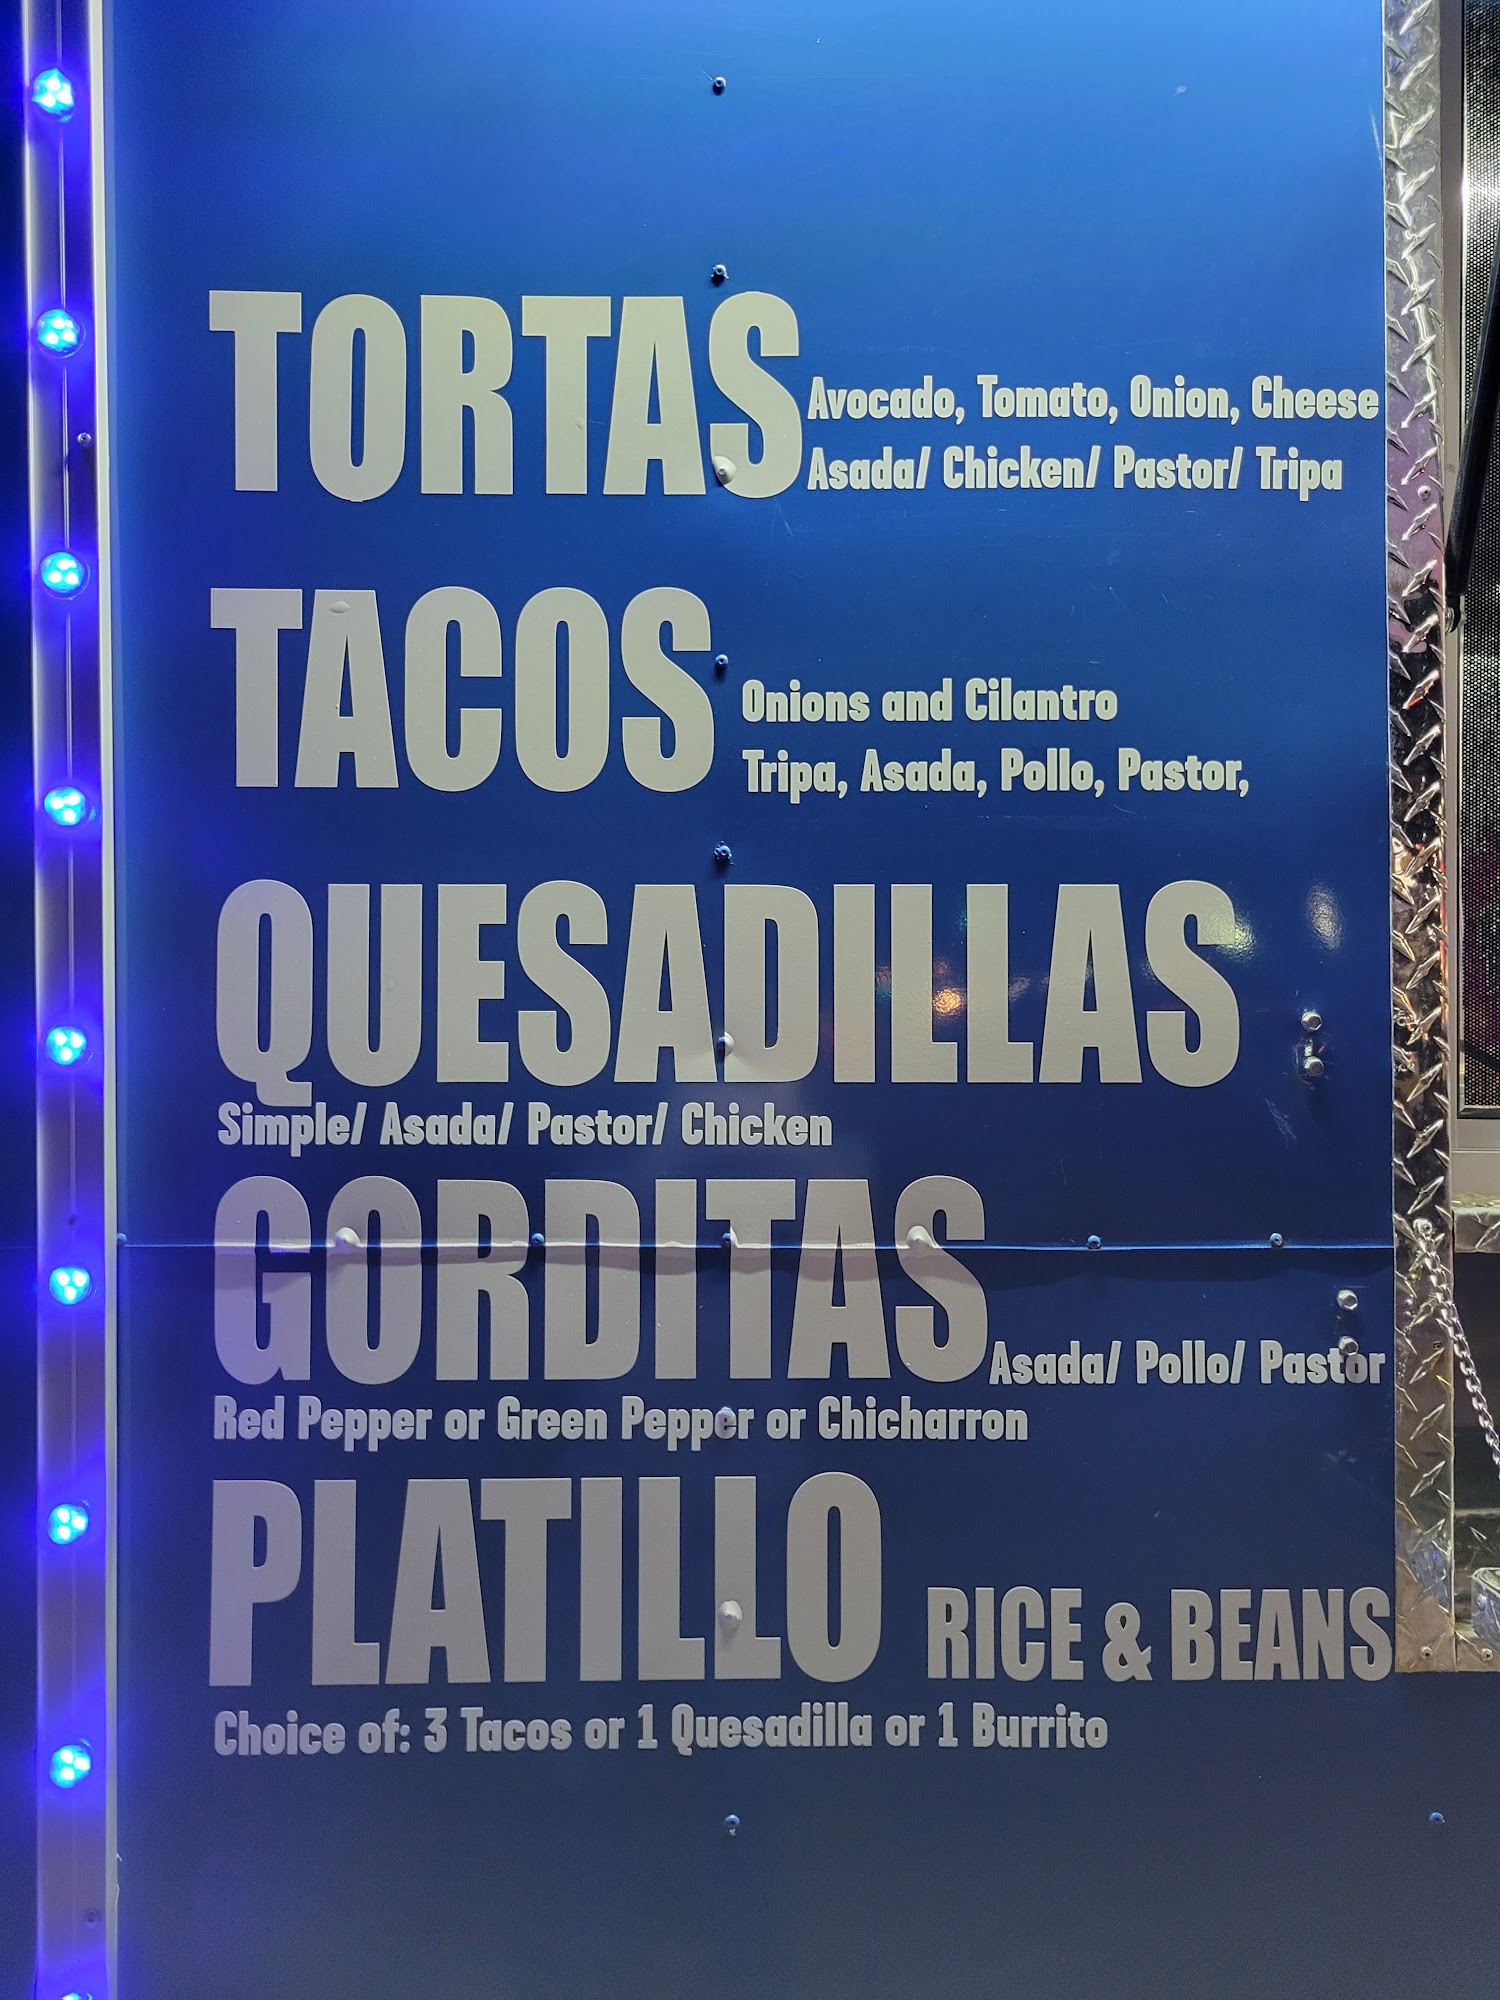 TORTAS Avocado, Tomato, Onion, Cheese
Asada/ Chicken/ Pastor/ Tripa
TACOS Onions and Cilantro
Tripa, Asada, Pollo, Pastor,
QUESADILLAS
Simple/ Asada/ Pastor/ Chicken
GORDITAS Asada/ Pollo/ Pastor
Red Pepper or Green Pepper or Chicharron
PLATILLO RICE & BEANS
Choice of: 3 Tacos or 1 Quesadilla or 1 Burrito